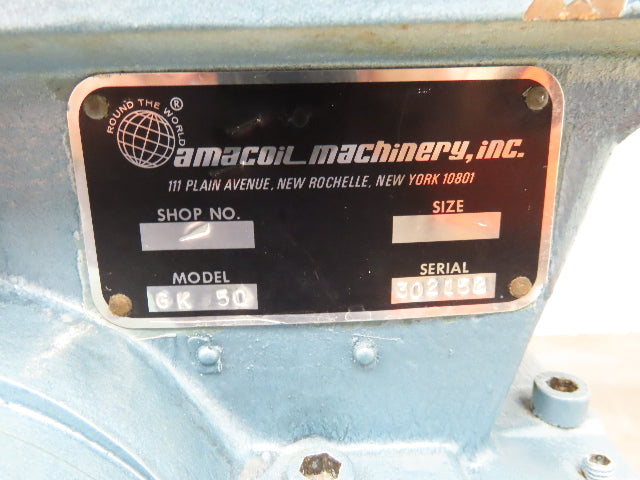 ROUND THE WORLD ®
amacoil machinery, inc.
111 PLAIN AVENUE, NEW ROCHELLE, NEW YORK 10801
SHOP NO. SIZE
MODEL SERIAL
GK 50 302152